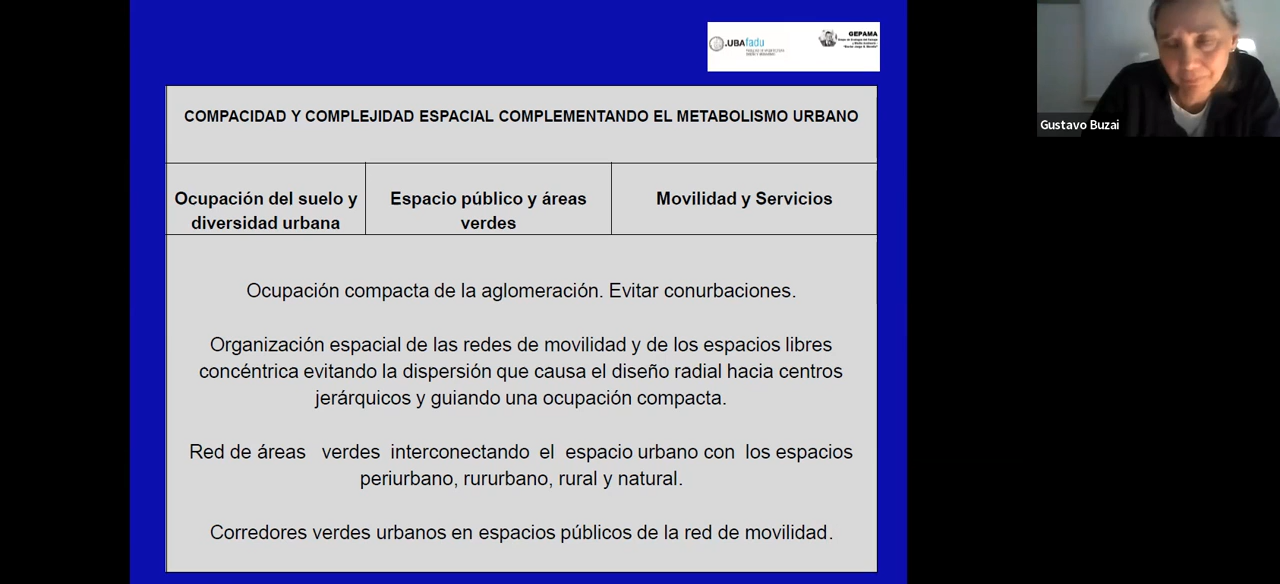 .UBAfadu
GEPAMA
Gustavo Buzai
COMPACIDAD Y COMPLEJIDAD ESPACIAL COMPLEMENTANDO EL METABOLISMO URBANO
Ocupación del suelo y
diversidad urbana
Espacio público y áreas
verdes
Movilidad y Servicios
Ocupación compacta de la aglomeración. Evitar conurbaciones.
Organización espacial de las redes de movilidad y de los espacios libres
concéntrica evitando la dispersión que causa el diseño radial hacia centros
jerárquicos y guiando una ocupación compacta.
Red de áreas verdes interconectando el espacio urbano con los espacios
periurbano, rururbano, rural y natural.
Corredores verdes urbanos en espacios públicos de la red de movilidad.